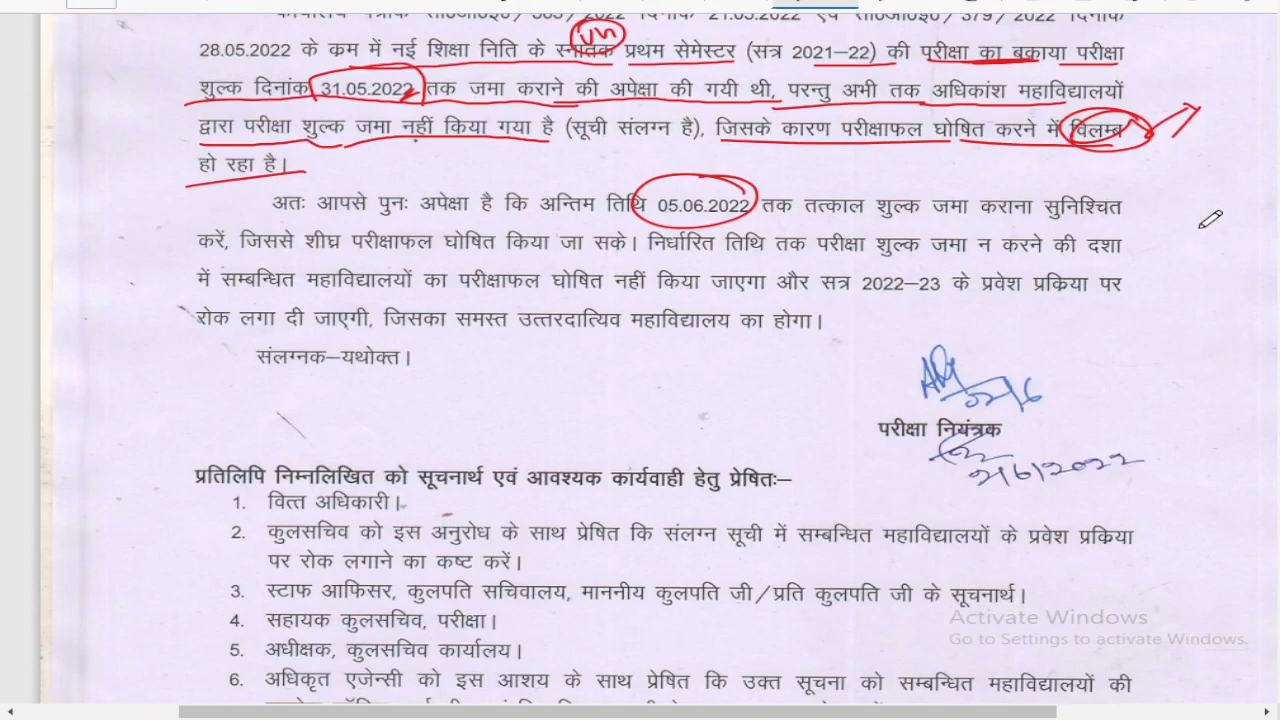 28.05.2022 के क्रम में नई शिक्षा निति के स्नातक प्रथम सेमेस्टर (सत्र 2021–22) की परीक्षा का बकाया परीक्षा
शुल्क दिनांक 31.05.2022 तक जमा कराने की अपेक्षा की गयी थी, परन्तु अभी तक अधिकांश महाविद्यालयों
द्वारा परीक्षा शुल्क जमा नहीं किया गया है (सूची संलग्न है), जिसके कारण परीक्षाफल घोषित करने में विलम्ब
हो रहा है।
अतः आपसे पुनः अपेक्षा है कि अन्तिम तिथि 05.06.2022 तक तत्काल शुल्क जमा कराना सुनिश्चित
करें, जिससे शीघ्र परीक्षाफल घोषित किया जा सके। निर्धारित तिथि तक परीक्षा शुल्क जमा न करने की दशा
में सम्बन्धित महाविद्यालयों का परीक्षाफल घोषित नहीं किया जाएगा और सत्र 2022–23 के प्रवेश प्रक्रिया पर
रोक लगा दी जाएगी, जिसका समस्त उत्तरदात्यिव महाविद्यालय का होगा।
संलग्नक–यथोक्त।
परीक्षा नियंत्रक
2/6/2022
प्रतिलिपि निम्नलिखित को सूचनार्थ एवं आवश्यक कार्यवाही हेतु प्रेषितः–
1. वित्त अधिकारी।
2. कुलसचिव को इस अनुरोध के साथ प्रेषित कि संलग्न सूची में सम्बन्धित महाविद्यालयों के प्रवेश प्रक्रिया
पर रोक लगाने का कष्ट करें।
3. स्टाफ आफिसर, कुलपति सचिवालय, माननीय कुलपति जी/प्रति कुलपति जी के सूचनार्थ।
4. सहायक कुलसचिव, परीक्षा।
5. अधीक्षक, कुलसचिव कार्यालय।
6. अधिकृत एजेन्सी को इस आशय के साथ प्रेषित कि उक्त सूचना को सम्बन्धित महाविद्यालयों की
Activate Windows
Go to Settings to activate Windows.